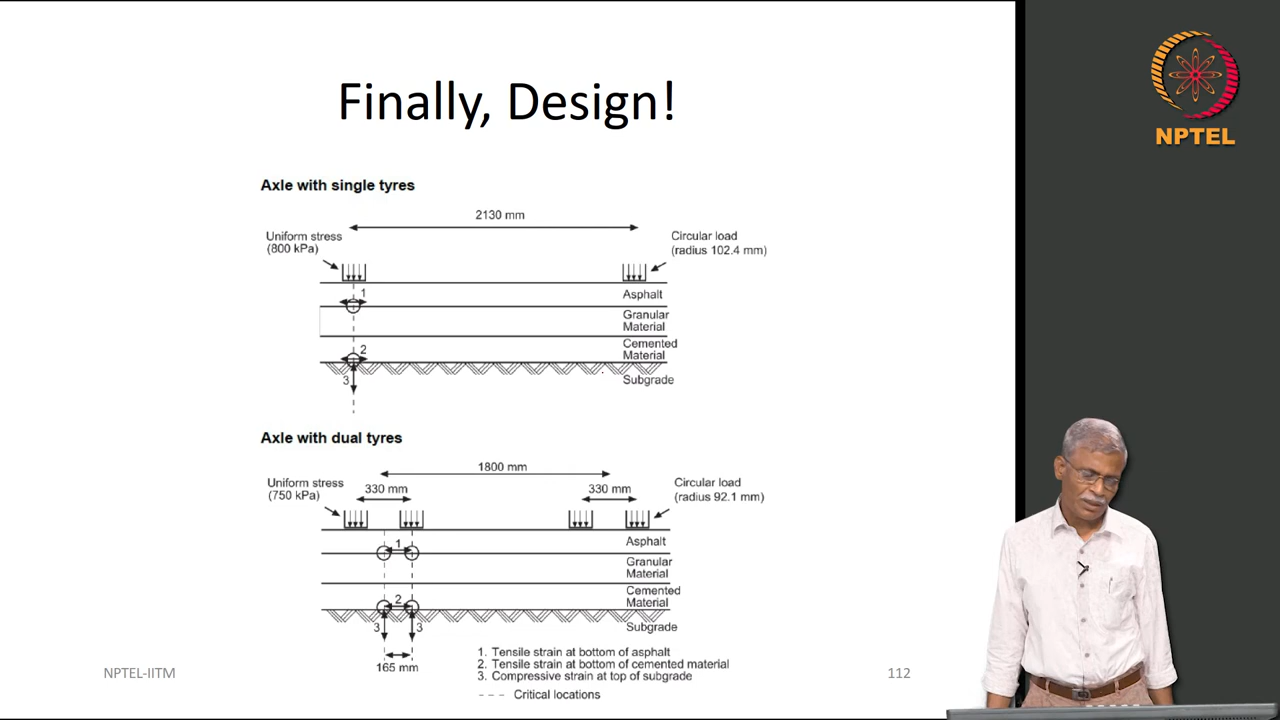 Finally, Design!
NPTEL
Axle with single tyres
2130 mm
Uniform stress
(800 kPa)
Circular load
(radius 102.4 mm)
1
Asphalt
Granular
Material
2
Cemented
Material
3
Subgrade
Axle with dual tyres
1800 mm
Uniform stress
(750 kPa)
330 mm
330 mm
Circular load
(radius 92.1 mm)
1
Asphalt
Granular
Material
2
Cemented
Material
3
3
Subgrade
165 mm
1. Tensile strain at bottom of asphalt
2. Tensile strain at bottom of cemented material
3. Compressive strain at top of subgrade
Critical locations
NPTEL-IITM
112